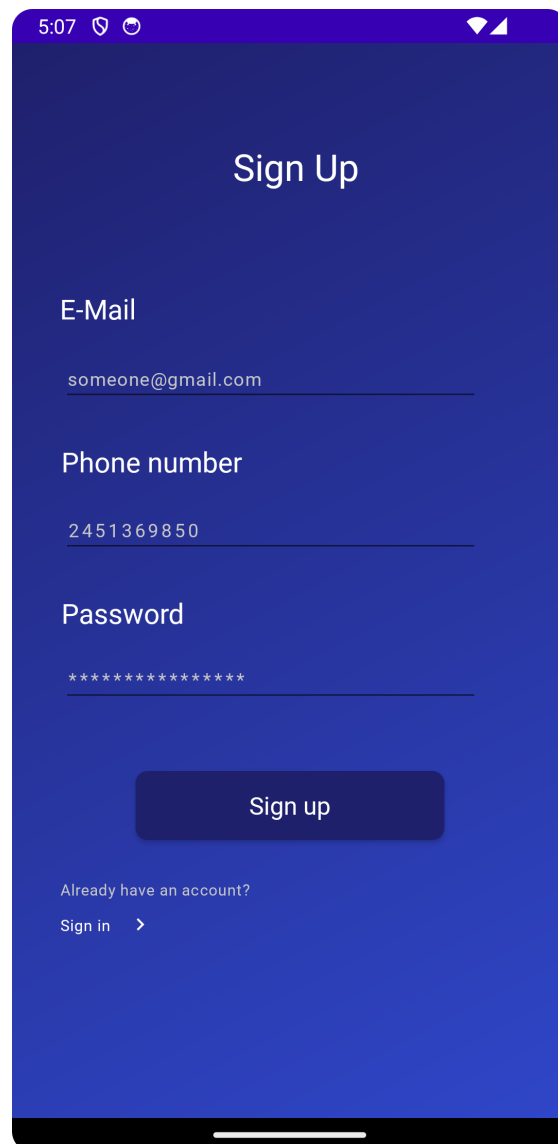 5:07
Sign Up
E-Mail
someone@gmail.com
Phone number
2451369850
Password
****************
Sign up
Already have an account?
Sign in